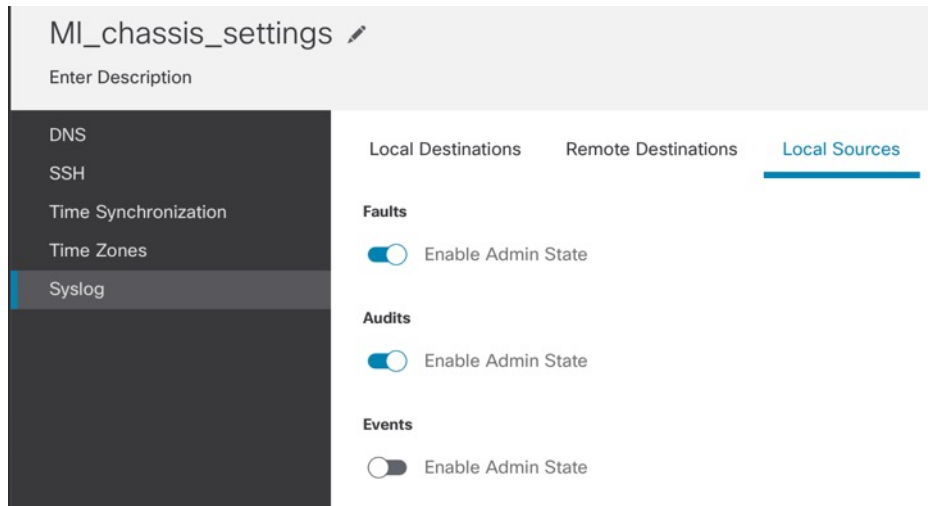 MI_chassis_settings
Enter Description
DNS
SSH
Time Synchronization
Time Zones
Syslog
Local Destinations Remote Destinations Local Sources
Faults
Enable Admin State
Audits
Enable Admin State
Events
Enable Admin State